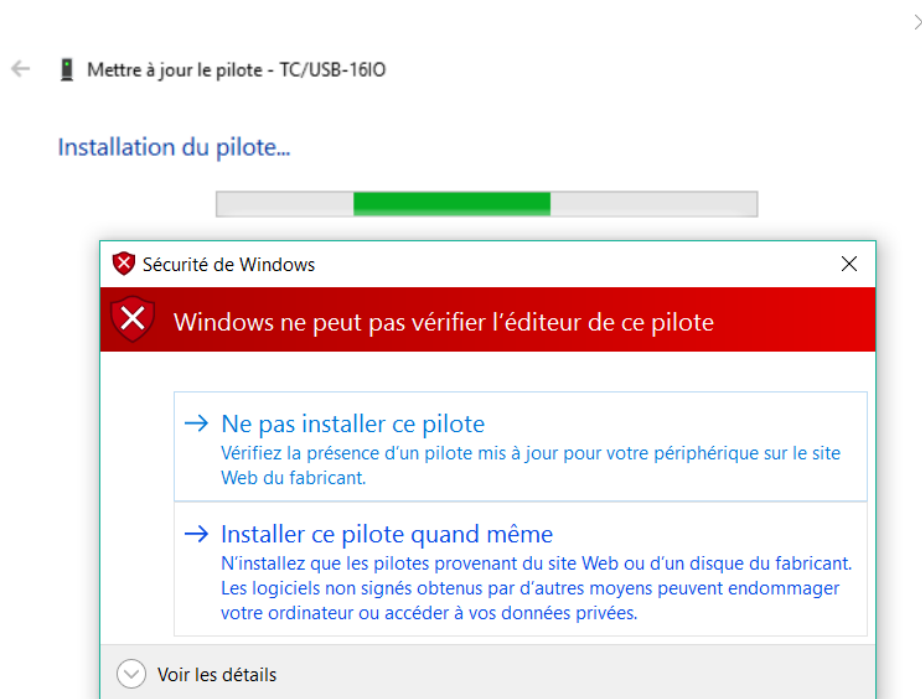 Mettre à jour le pilote - TC/USB-16IO
Installation du pilote...
Sécurité de Windows
Windows ne peut pas vérifier l’éditeur de ce pilote
Ne pas installer ce pilote
Vérifiez la présence d’un pilote mis à jour pour votre périphérique sur le site
Web du fabricant.
Installer ce pilote quand même
N’installez que les pilotes provenant du site Web ou d’un disque du fabricant.
Les logiciels non signés obtenus par d’autres moyens peuvent endommager
votre ordinateur ou accéder à vos données privées.
Voir les détails